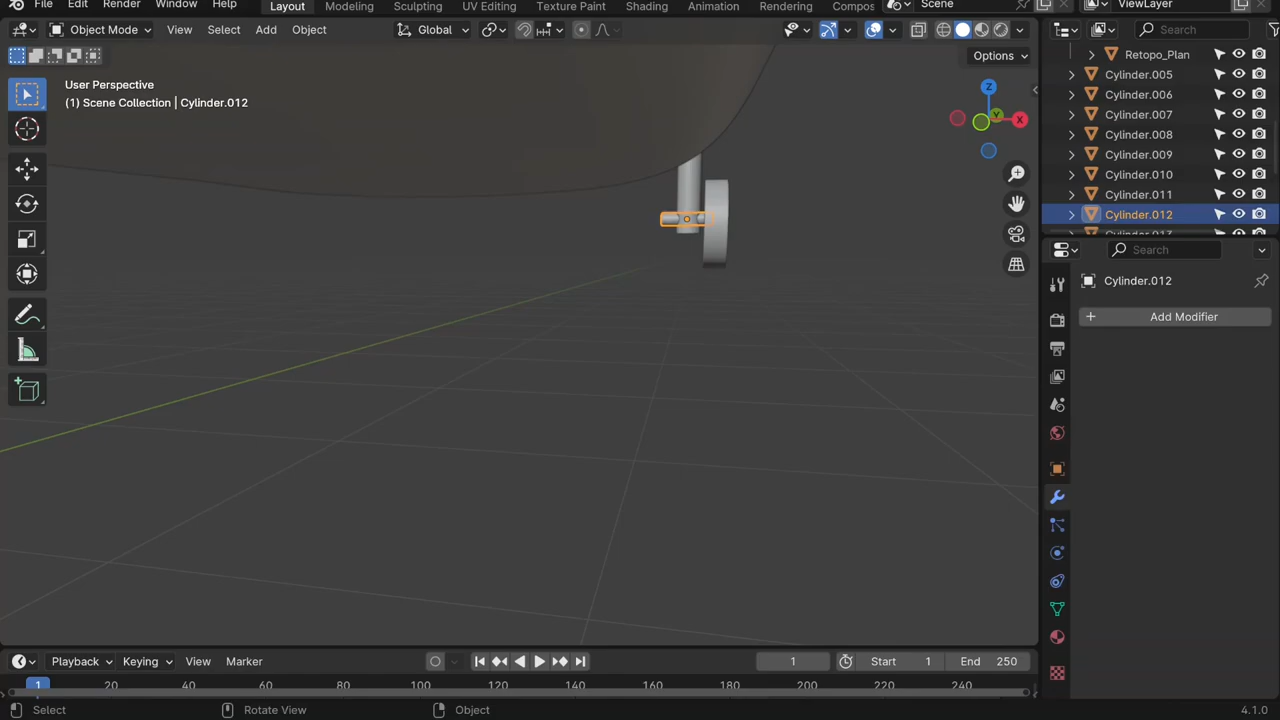 File Edit Render Window Help Layout Modeling Sculpting UV Editing Texture Paint Shading Animation Compos Scene ViewLayer
Object Mode View Select Add Object Global Search
Options
User Perspective
(1) Scene Collection | Cylinder.012
Z
Y
X
Retopo_Plan
Cylinder.005
Cylinder.006
Cylinder.007
Cylinder.008
Cylinder.009
Cylinder.010
Cylinder.011
Cylinder.012
Search
Cylinder.012
+ Add Modifier
Playback Keying View Marker 1 Start 1 End 250
1 20 40 60 80 100 120 140 160 180 200 220 240
Select Rotate View Object 4.1.0